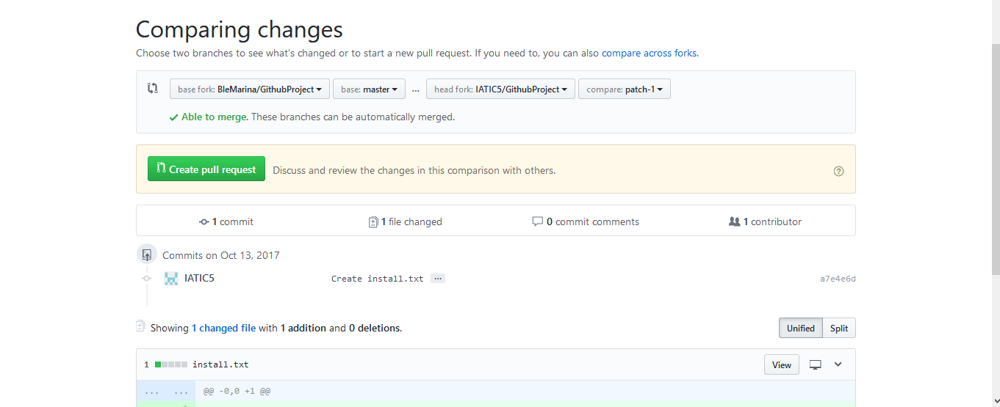 Comparing changes
Choose two branches to see what's changed or to start a new pull request. If you need to, you can also compare across forks.
base fork: BleMarina/GithubProject base: master ... head fork: IATIC5/GithubProject compare: patch-1
Able to merge. These branches can be automatically merged.
Create pull request Discuss and review the changes in this comparison with others.
1 commit 1 file changed 0 commit comments 1 contributor
Commits on Oct 13, 2017
IATIC5 Create install.txt ... a7e4e6d
Showing 1 changed file with 1 addition and 0 deletions. Unified Split
1 install.txt View
... ... @@ -0,0 +1 @@